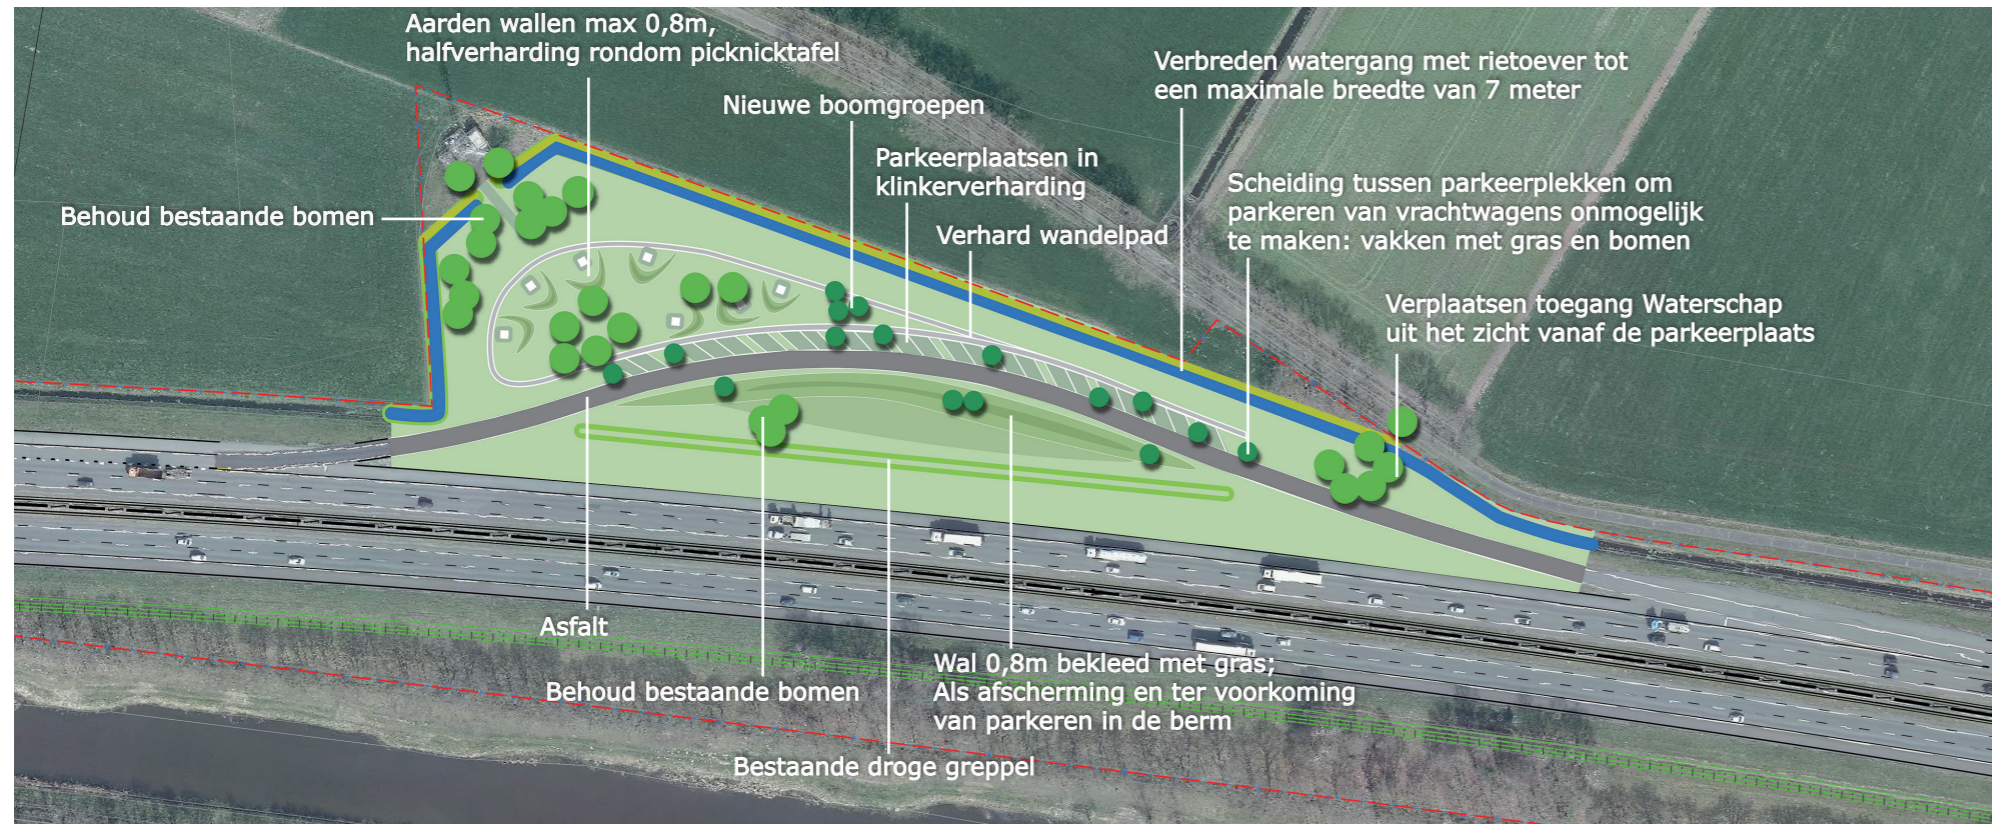 Aarden wallen max 0,8m,
halfverharding rondom picknicktafel
Nieuwe boomgroepen
Verbreden watergang met rietoever tot
een maximale breedte van 7 meter
Parkeerplaatsen in
klinkerverharding
Scheiding tussen parkeerplekken om
parkeren van vrachtwagens onmogelijk
te maken: vakken met gras en bomen
Behoud bestaande bomen
Verhard wandelpad
Verplaatsen toegang Waterschap
uit het zicht vanaf de parkeerplaats
Asfalt
Behoud bestaande bomen
Wal 0,8m bekleed met gras;
Als afscherming en ter voorkoming
van parkeren in de berm
Bestaande droge greppel